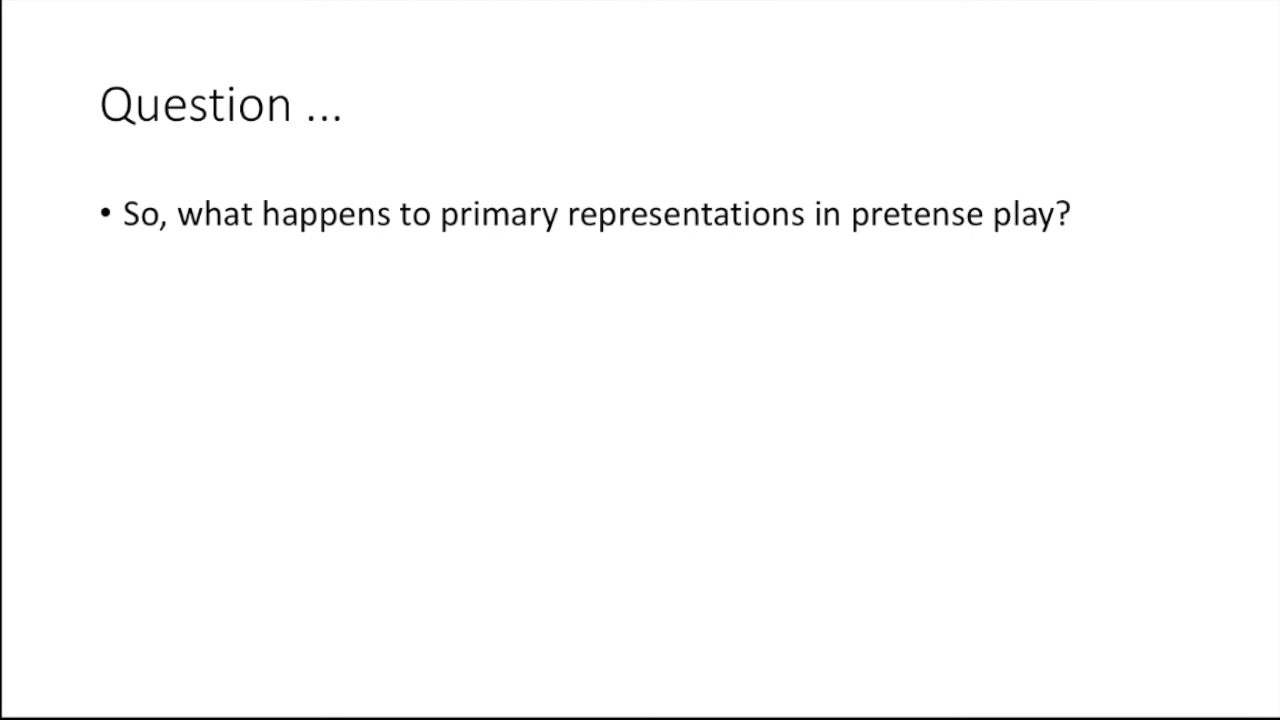 Question ...
• So, what happens to primary representations in pretense play?